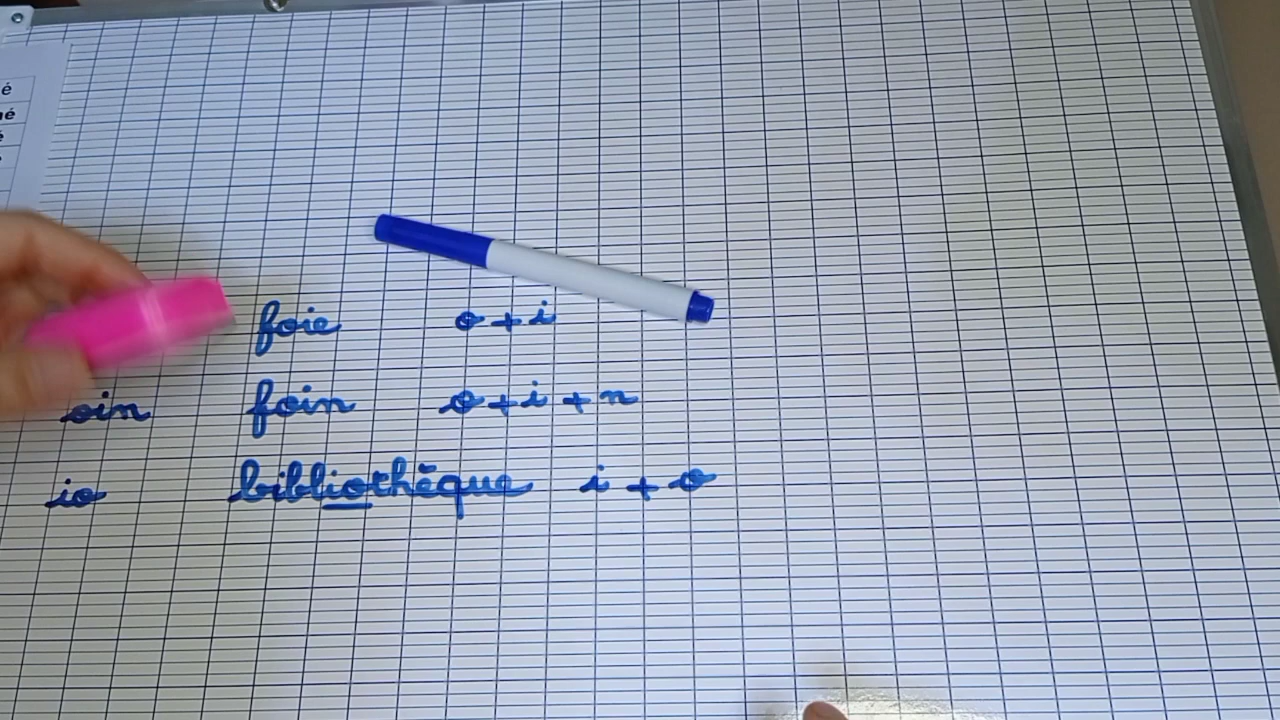 é
é
é
foie o + i
oin foin o + i + n
io bibliothèque i + o